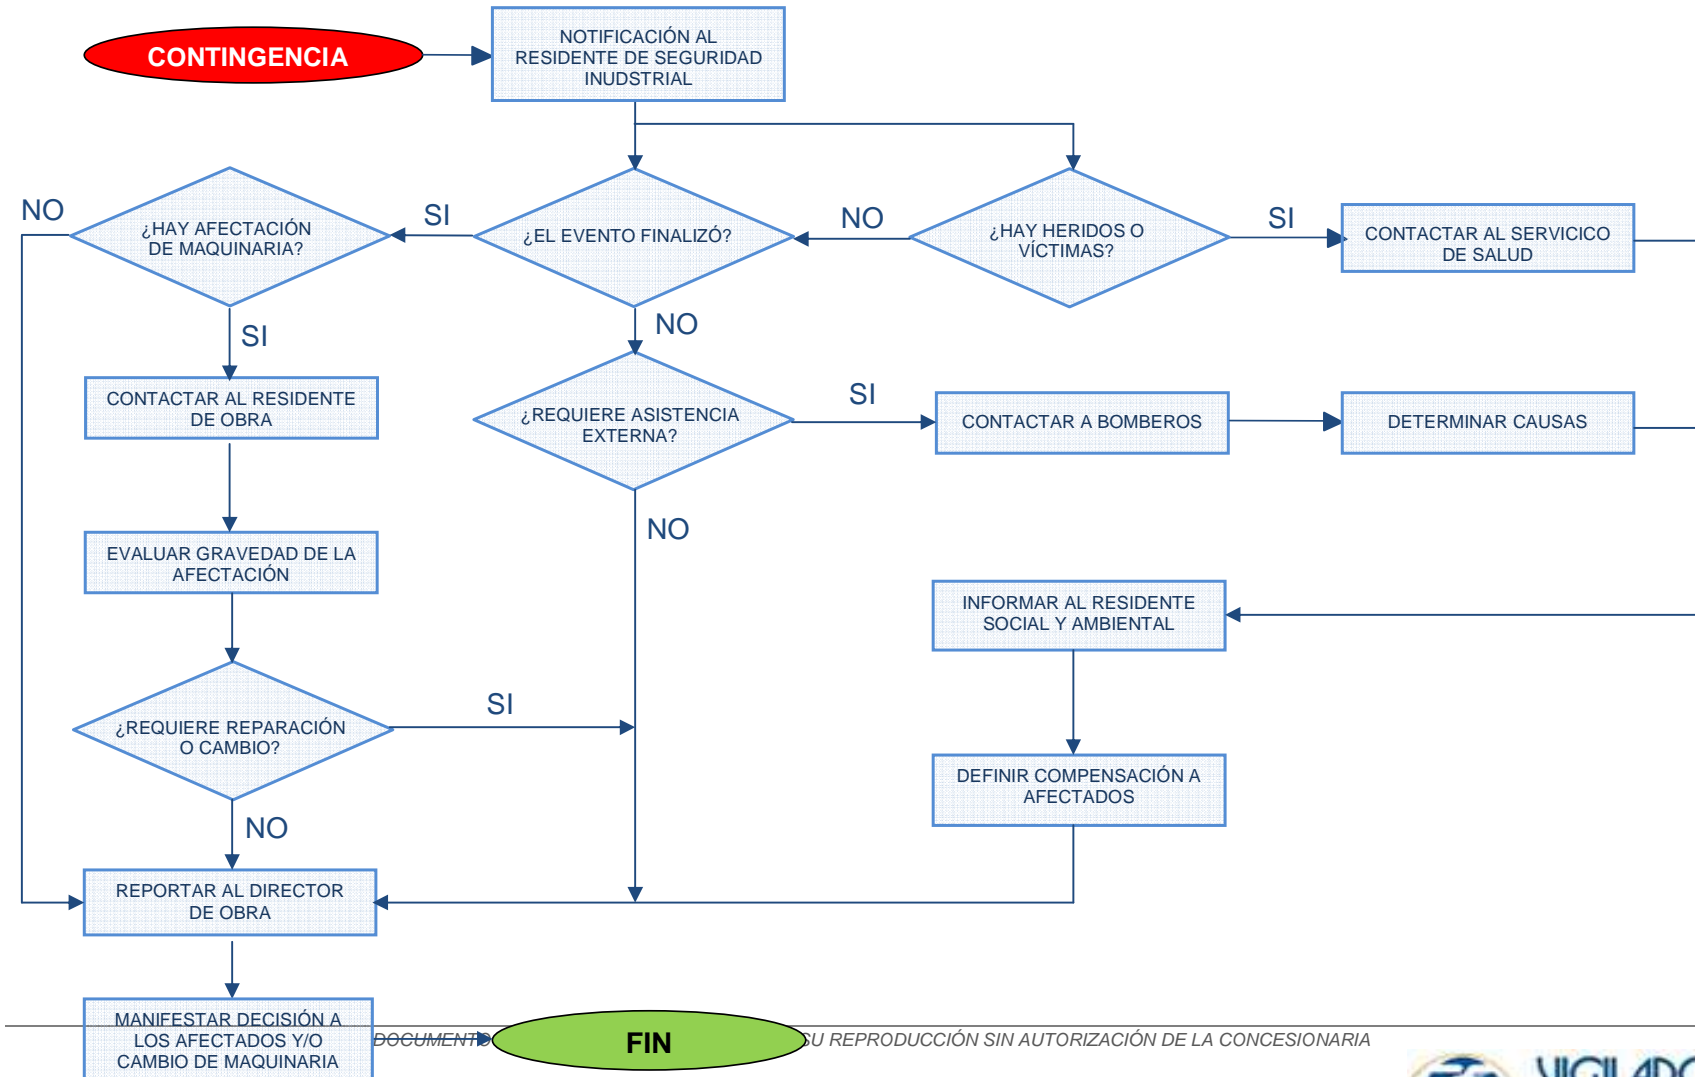 CONTINGENCIA
NOTIFICACIÓN AL
RESIDENTE DE SEGURIDAD
INUDSTRIAL
NO
¿HAY AFECTACIÓN
DE MAQUINARIA?
SI
¿EL EVENTO FINALIZÓ?
NO
¿HAY HERIDOS O
VÍCTIMAS?
SI
CONTACTAR AL SERVICICO
DE SALUD
SI
NO
CONTACTAR AL RESIDENTE
DE OBRA
¿REQUIERE ASISTENCIA
EXTERNA?
SI
CONTACTAR A BOMBEROS
DETERMINAR CAUSAS
NO
EVALUAR GRAVEDAD DE LA
AFECTACIÓN
INFORMAR AL RESIDENTE
SOCIAL Y AMBIENTAL
¿REQUIERE REPARACIÓN
O CAMBIO?
SI
DEFINIR COMPENSACIÓN A
AFECTADOS
NO
REPORTAR AL DIRECTOR
DE OBRA
MANIFESTAR DECISIÓN A
LOS AFECTADOS Y/O
CAMBIO DE MAQUINARIA
DOCUMENTO
FIN
SU REPRODUCCIÓN SIN AUTORIZACIÓN DE LA CONCESIONARIA